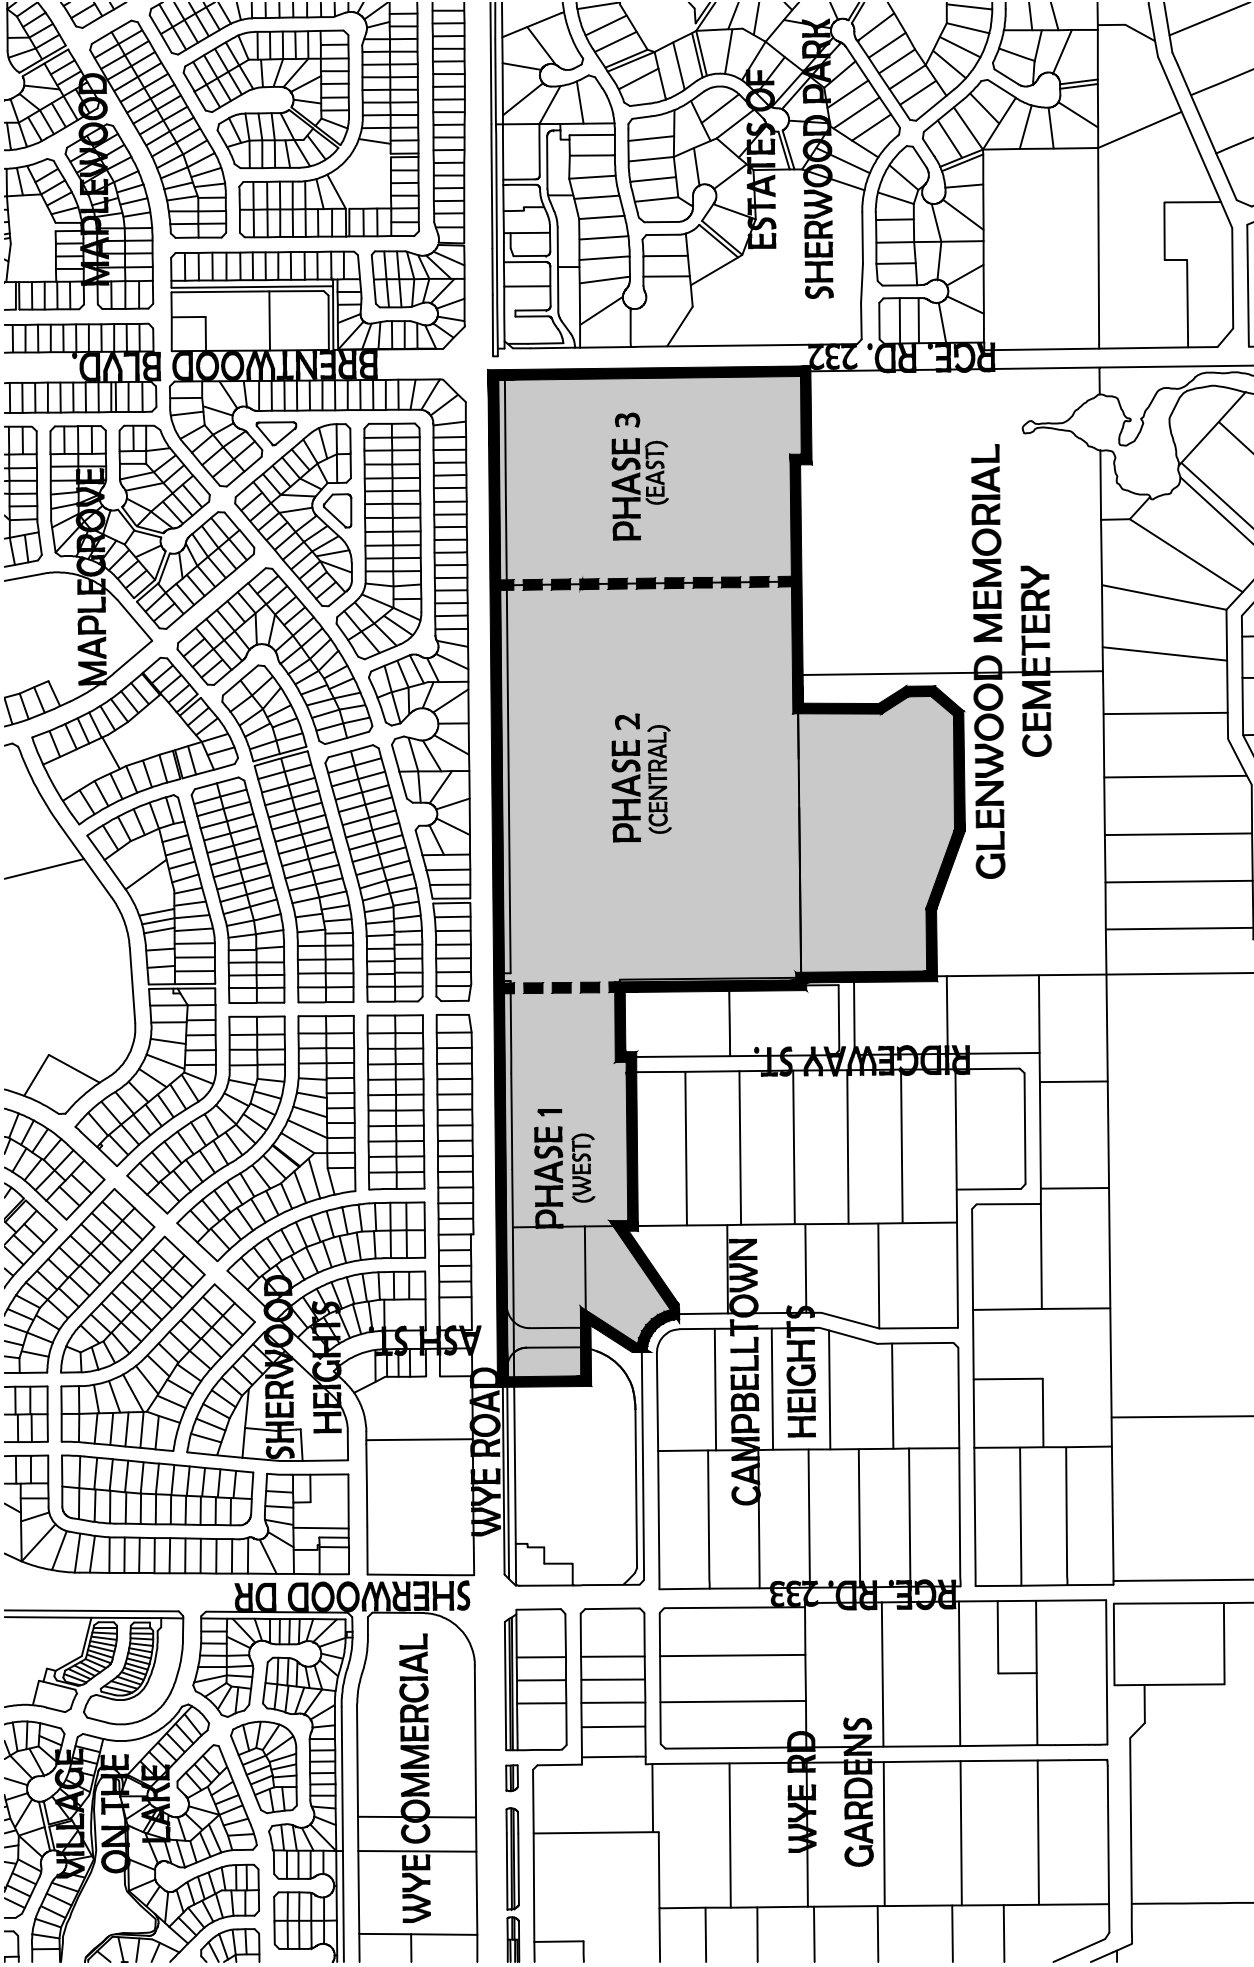 MAPLEWOOD
ESTATES OF
SHERWOOD PARK
BRENTWOOD BLVD.
RGE. RD. 232
MAPLEGROVE
PHASE 3
(EAST)
GLENWOOD MEMORIAL
CEMETERY
PHASE 2
(CENTRAL)
RIDGEWAY ST.
PHASE 1
(WEST)
SHERWOOD
HEIGHTS
ASH ST.
WYE ROAD
CAMPBELLTOWN
HEIGHTS
SHERWOOD DR
RGE. RD. 233
VILLAGE
ON THE
LAKE
WYE COMMERCIAL
WYE RD
GARDENS